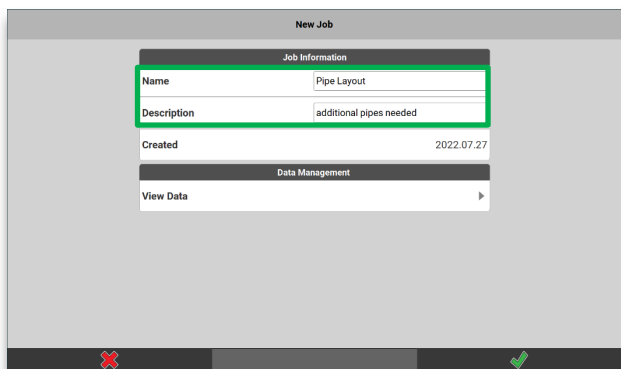 New Job
Job Information
Name Pipe Layout
Description additional pipes needed
Created 2022.07.27
Data Management
View Data